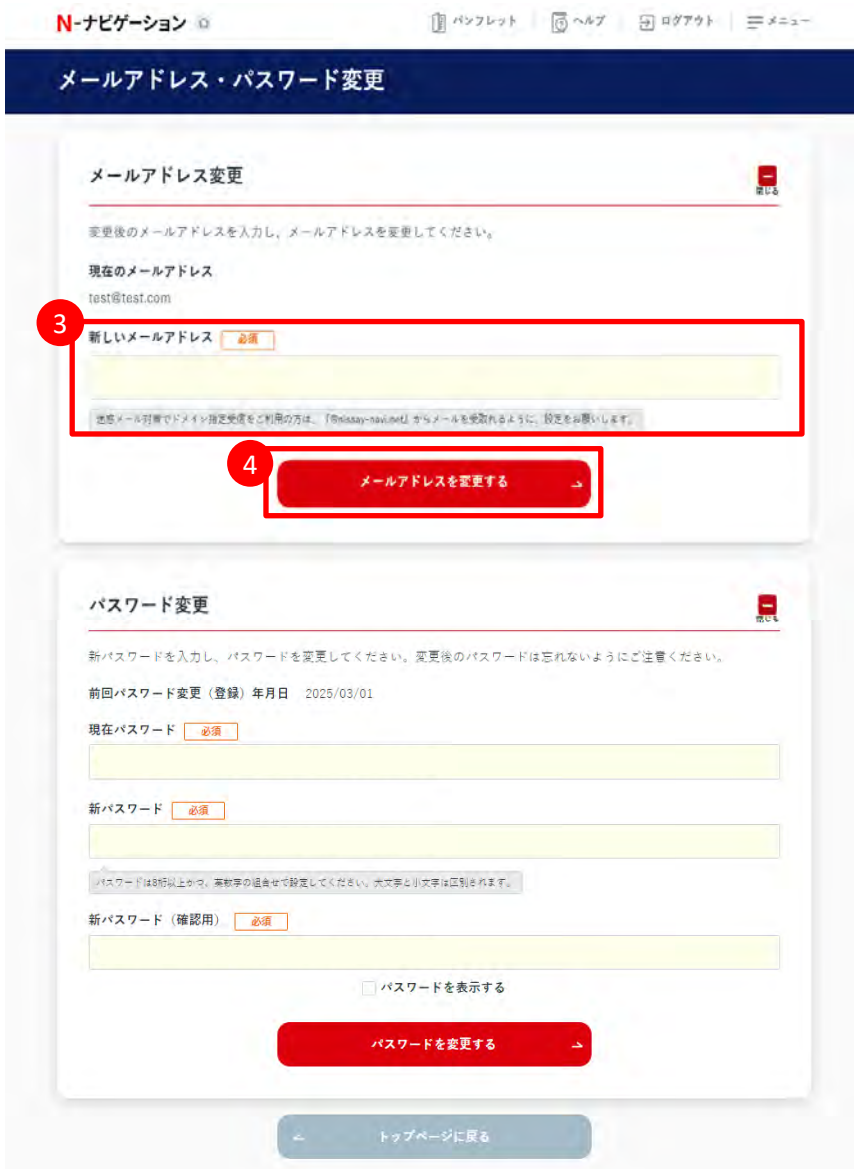 N-ナビゲーション
パンフレット ヘルプ ログアウト メニュー
メールアドレス・パスワード変更
メールアドレス変更
閉じる
変更後のメールアドレスを入力し、メールアドレスを変更してください。
現在のメールアドレス
test@test.com
3
新しいメールアドレス 必須
迷惑メール対策でドメイン指定受信をご利用の方は、「@nissay-navi.net」からメールを受取れるように、設定をお願いします。
4
メールアドレスを変更する
パスワード変更
閉じる
新パスワードを入力し、パスワードを変更してください。変更後のパスワードは忘れないようにご注意ください。
前回パスワード変更（登録）年月日 2025/03/01
現在パスワード 必須
新パスワード 必須
パスワードは8桁以上かつ、英数字の組合せで設定してください。大文字と小文字は区別されます。
新パスワード（確認用） 必須
パスワードを表示する
パスワードを変更する
トップページに戻る